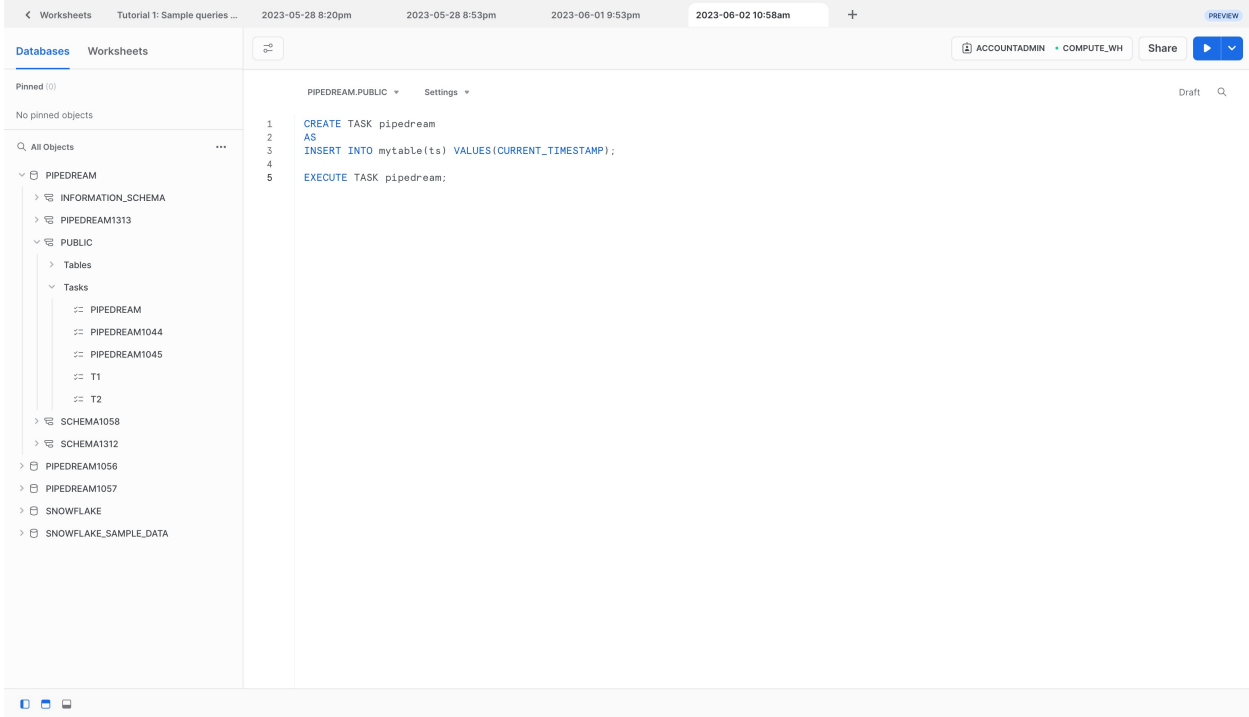 Worksheets
Tutorial 1: Sample queries ...
2023-05-28 8:20pm
2023-05-28 8:53pm
2023-06-01 9:53pm
2023-06-02 10:58am
+
PREVIEW
Databases
Worksheets
ACCOUNTADMIN • COMPUTE_WH
Share
Pinned (0)
No pinned objects
PIPEDREAM.PUBLIC
Settings
Draft
All Objects
...
PIPEDREAM
INFORMATION_SCHEMA
PIPEDREAM1313
PUBLIC
Tables
Tasks
PIPEDREAM
PIPEDREAM1044
PIPEDREAM1045
T1
T2
SCHEMA1058
SCHEMA1312
PIPEDREAM1056
PIPEDREAM1057
SNOWFLAKE
SNOWFLAKE_SAMPLE_DATA
1 CREATE TASK pipedream
2 AS
3 INSERT INTO mytable(ts) VALUES(CURRENT_TIMESTAMP);
4
5 EXECUTE TASK pipedream;